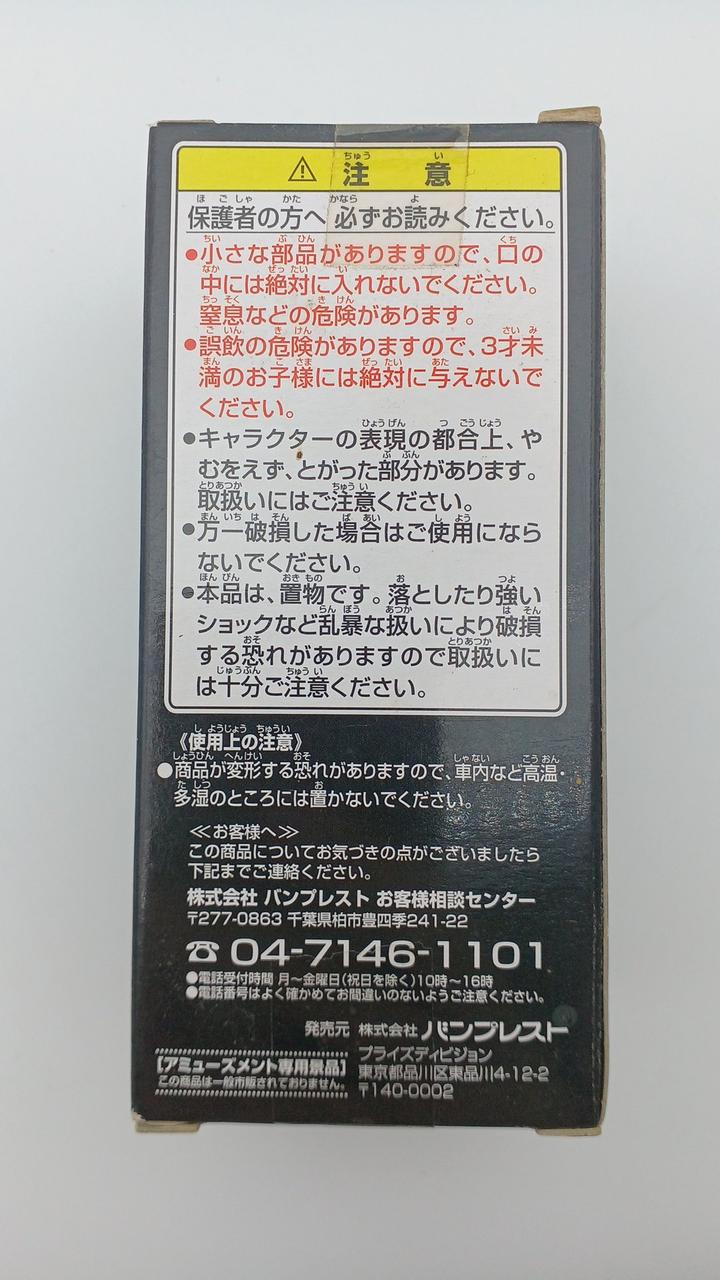 ⚠ 注意
保護者の方へ 必ずお読みください。
●小さな部品がありますので、口の
中には絶対に入れないでください。
窒息などの危険があります。
●誤飲の危険がありますので、3才未
満のお子様には絶対に与えないで
ください。
●キャラクターの表現の都合上、や
むをえず、とがった部分があります。
取扱いにはご注意ください。
●万一破損した場合はご使用になら
ないでください。
●本品は、置物です。落としたり強い
ショックなど乱暴な扱いにより破損
する恐れがありますので取扱いに
は十分ご注意ください。
《使用上の注意》
●商品が変形する恐れがありますので、車内など高温・
多湿のところには置かないでください。
≪お客様へ≫
この商品についてお気づきの点がございましたら
下記までご連絡ください。
株式会社 バンプレスト お客様相談センター
〒277-0863 千葉県柏市豊四季241-22
☎ 04-7146-1101
●電話受付時間 月～金曜日(祝日を除く)10時～16時
●電話番号はよく確かめてお間違いのないようご注意ください。
発売元 株式会社 バンプレスト
プライズディビジョン
東京都品川区東品川4-12-2
〒140-0002
【アミューズメント専用景品】
この商品は一般市販されておりません。